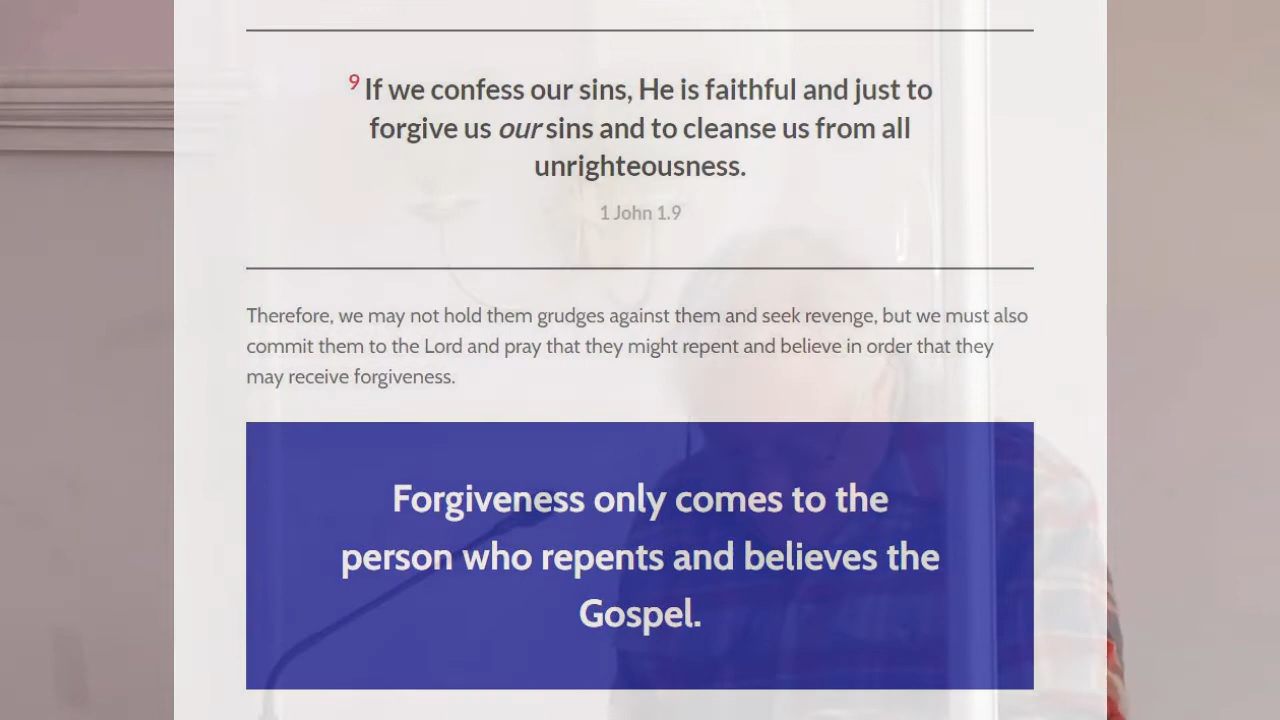 9 If we confess our sins, He is faithful and just to
forgive us our sins and to cleanse us from all
unrighteousness.
1 John 1.9
Therefore, we may not hold them grudges against them and seek revenge, but we must also
commit them to the Lord and pray that they might repent and believe in order that they
may receive forgiveness.
Forgiveness only comes to the
person who repents and believes the
Gospel.